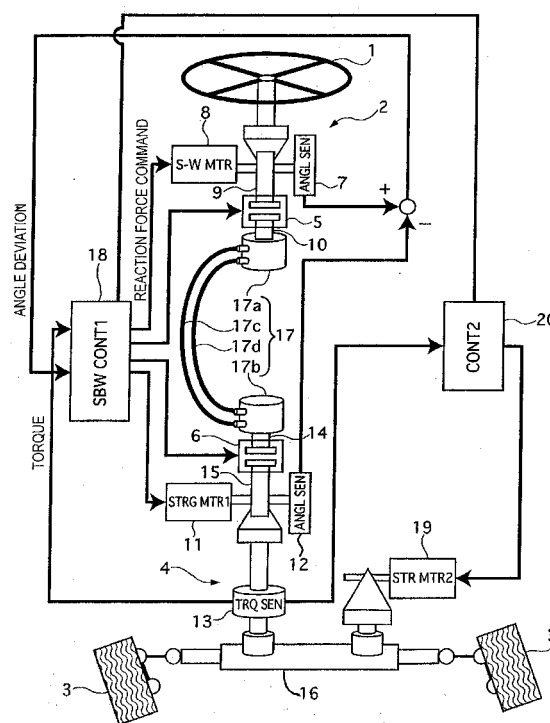 1
2
8
S-W MTR
ANGL SEN
7
9
5
10
+
−
ANGLE DEVIATION
REACTION FORCE COMMAND
18
SBW CONT1
17a
17c
17d
17b
17
20
CONT2
TORQUE
6
14
15
STRG MTR1
11
ANGL SEN
12
19
STR MTR2
4
TRQ SEN
13
3
3
16